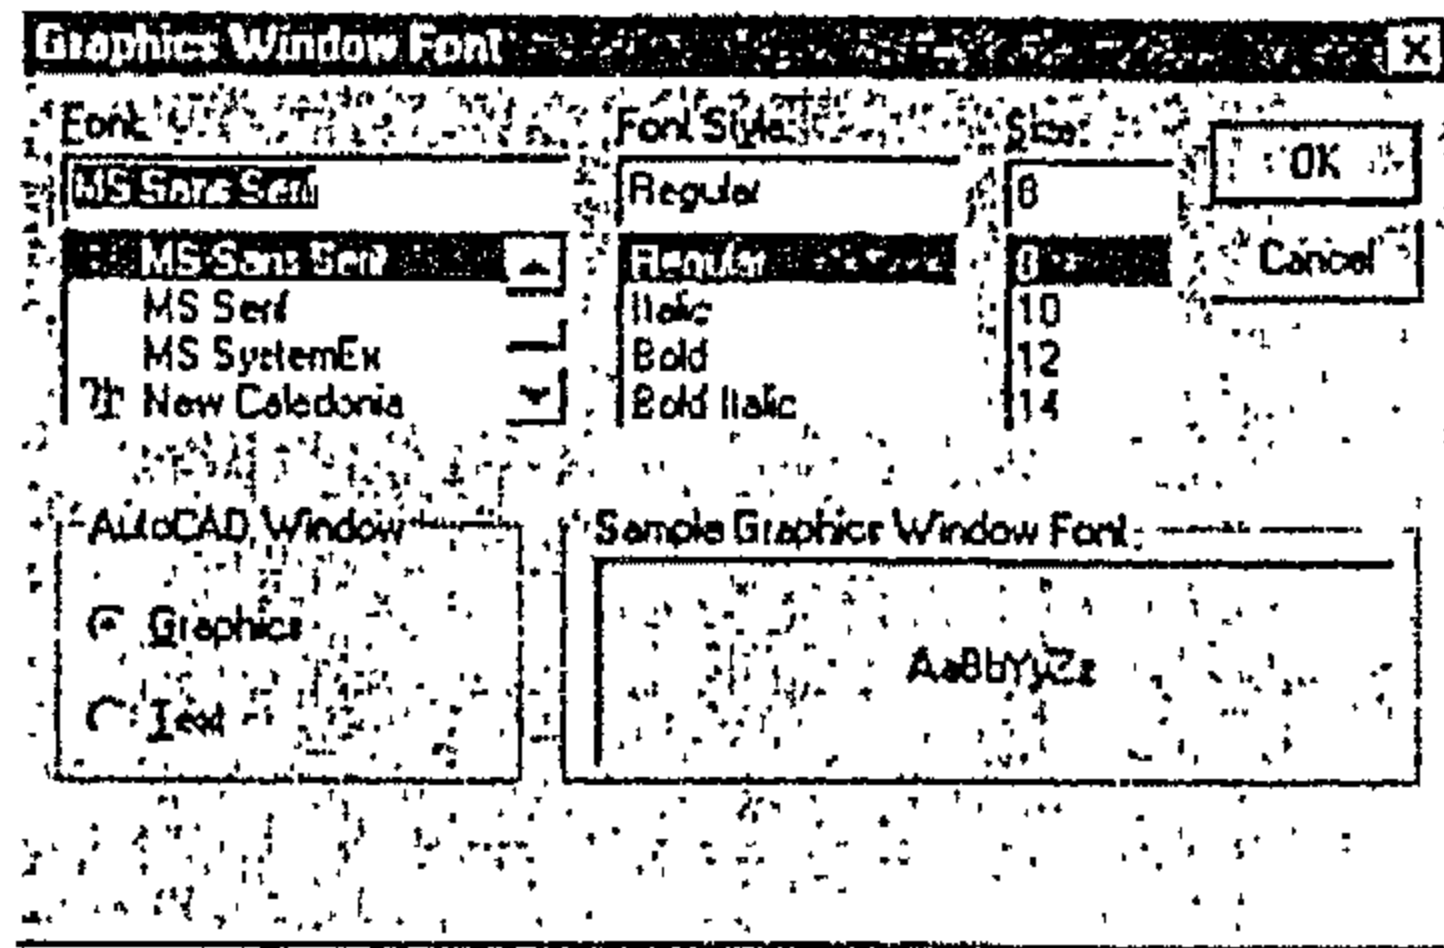 Graphics Window Font
Font: Font Style: Size:
MS Sans Serif Regular 8 OK
MS Sans Serif Regular 8 Cancel
MS Serif Italic 10
MS SystemEx Bold 12
New Caledonia Bold Italic 14
AutoCAD Window Sample Graphics Window Font:
Graphics
AaBbYyZz
Text